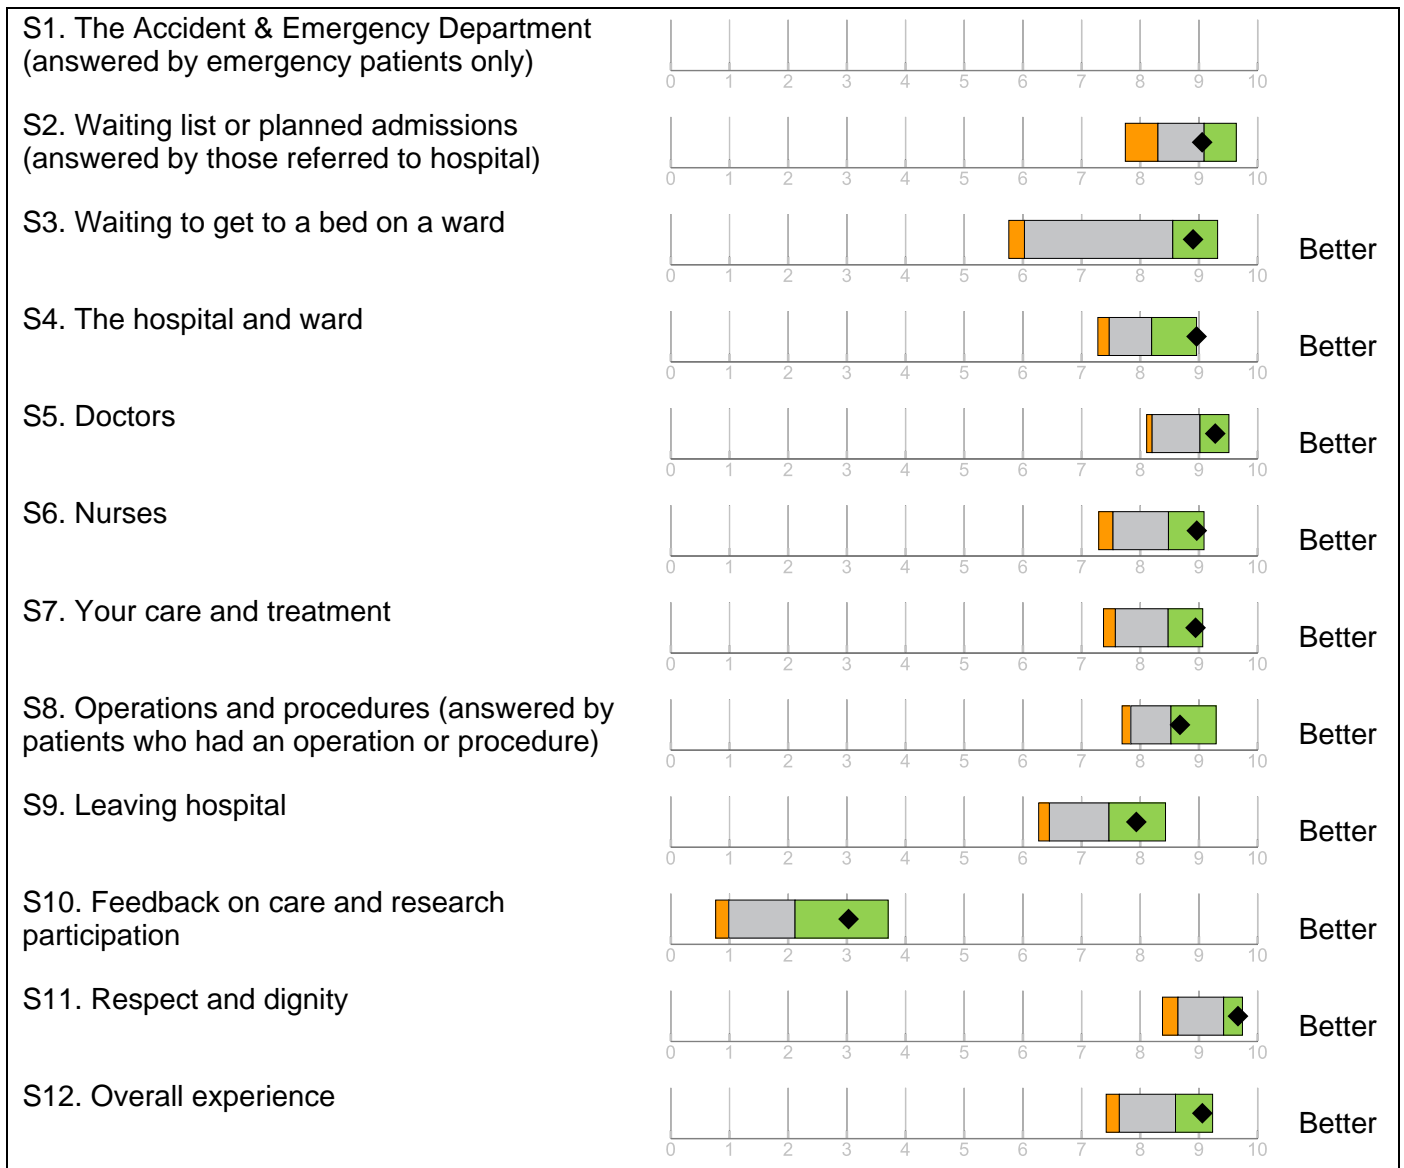 S1. The Accident & Emergency Department
(answered by emergency patients only)
0 1 2 3 4 5 6 7 8 9 10
S2. Waiting list or planned admissions
(answered by those referred to hospital)
0 1 2 3 4 5 6 7 8 9 10
S3. Waiting to get to a bed on a ward
Better
0 1 2 3 4 5 6 7 8 9 10
S4. The hospital and ward
Better
0 1 2 3 4 5 6 7 8 9 10
S5. Doctors
Better
0 1 2 3 4 5 6 7 8 9 10
S6. Nurses
Better
0 1 2 3 4 5 6 7 8 9 10
S7. Your care and treatment
Better
0 1 2 3 4 5 6 7 8 9 10
S8. Operations and procedures (answered by
patients who had an operation or procedure)
Better
0 1 2 3 4 5 6 7 8 9 10
S9. Leaving hospital
Better
0 1 2 3 4 5 6 7 8 9 10
S10. Feedback on care and research
participation
Better
0 1 2 3 4 5 6 7 8 9 10
S11. Respect and dignity
Better
0 1 2 3 4 5 6 7 8 9 10
S12. Overall experience
Better
0 1 2 3 4 5 6 7 8 9 10